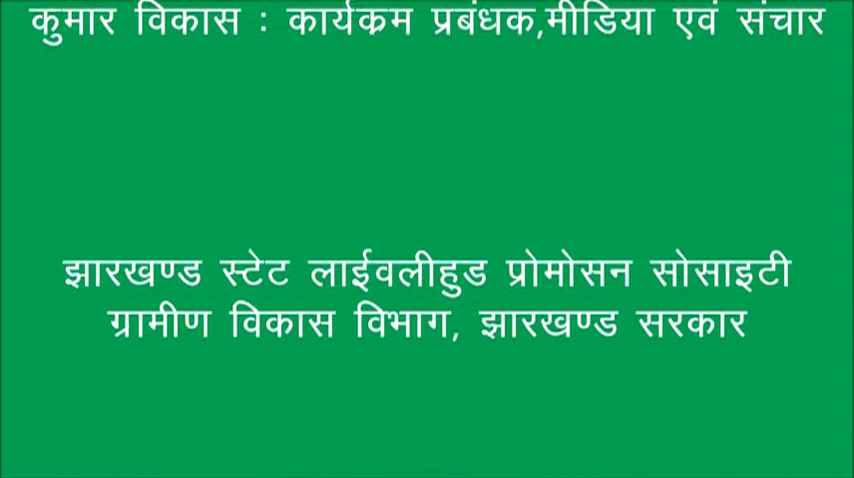 कुमार विकास : कार्यक्रम प्रबंधक,मीडिया एवं संचार
झारखण्ड स्टेट लाईवलीहुड प्रोमोसन सोसाइटी
ग्रामीण विकास विभाग, झारखण्ड सरकार